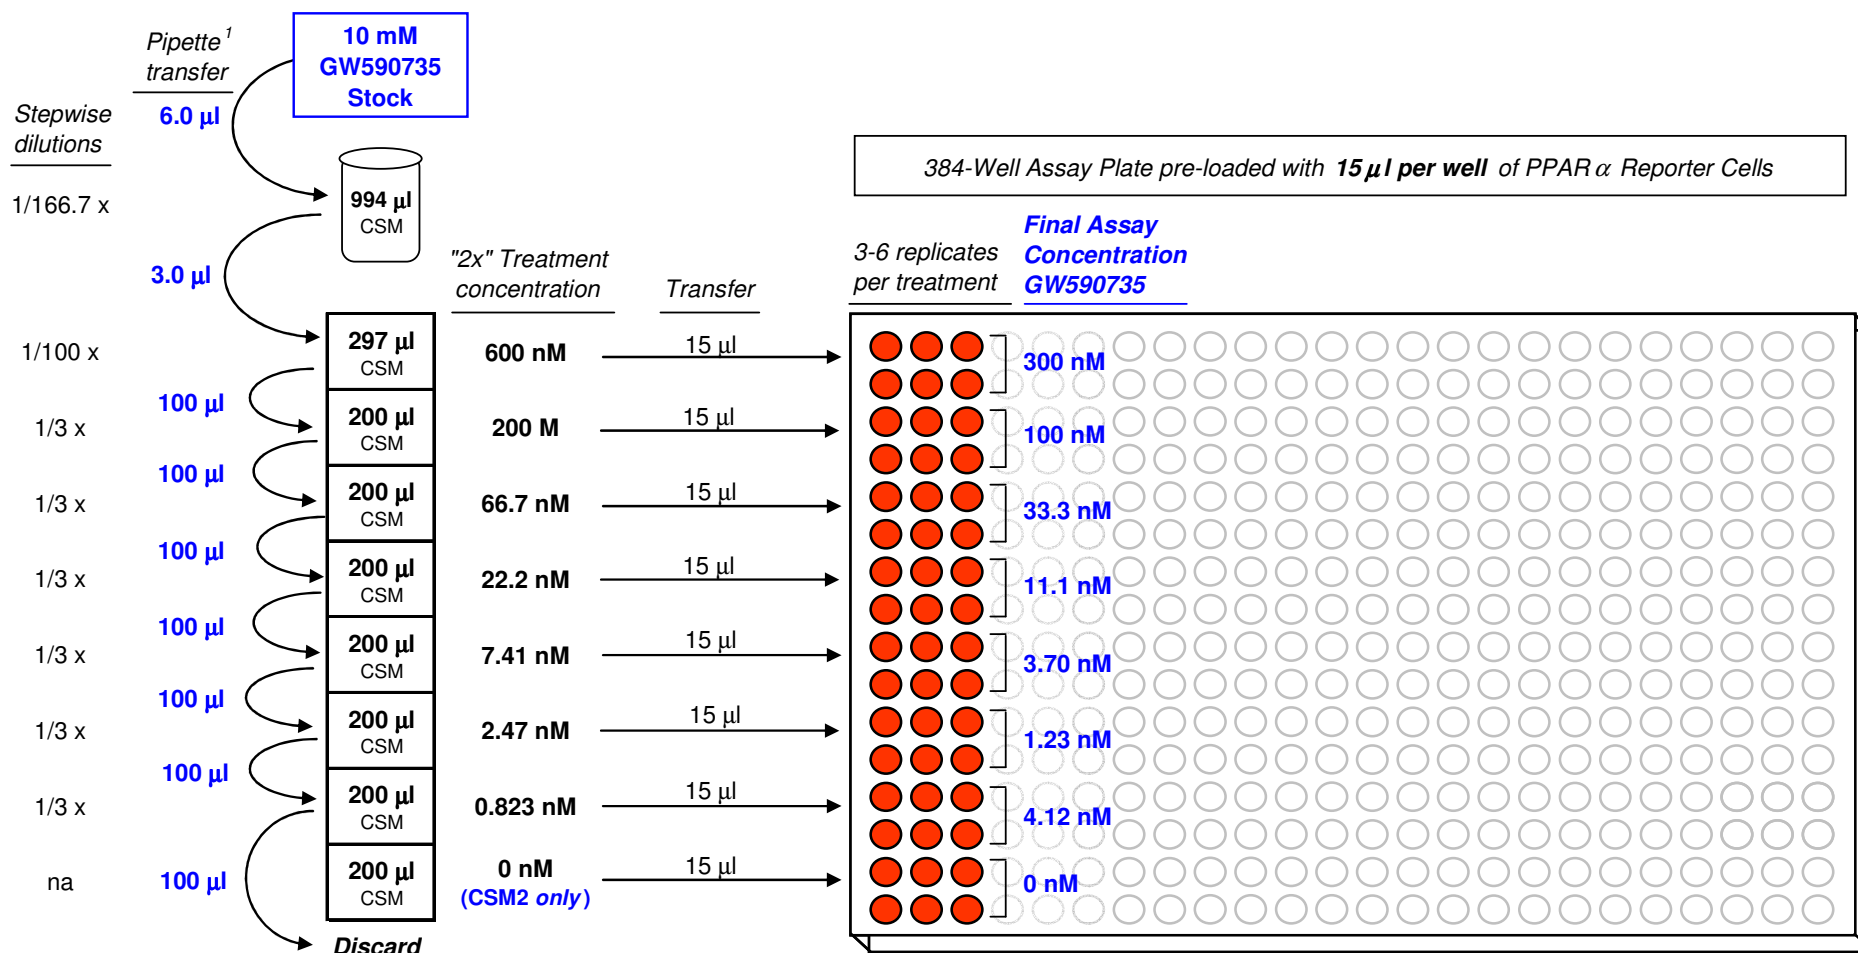 10 mM
GW590735
Stock
Pipette 1
transfer
6.0 µl
Stepwise
dilutions
1/166.7 x
994 µl
CSM
3.0 µl
384-Well Assay Plate pre-loaded with 15 µl per well of PPAR α Reporter Cells
"2x" Treatment
concentration
Transfer
3-6 replicates
per treatment
Final Assay
Concentration
GW590735
1/100 x
297 µl
CSM
600 nM
15 µl
300 nM
100 µl
1/3 x
200 µl
CSM
200 M
15 µl
100 nM
100 µl
1/3 x
200 µl
CSM
66.7 nM
15 µl
33.3 nM
100 µl
1/3 x
200 µl
CSM
22.2 nM
15 µl
11.1 nM
100 µl
1/3 x
200 µl
CSM
7.41 nM
15 µl
3.70 nM
100 µl
1/3 x
200 µl
CSM
2.47 nM
15 µl
1.23 nM
100 µl
1/3 x
200 µl
CSM
0.823 nM
15 µl
4.12 nM
na
100 µl
200 µl
CSM
0 nM
(CSM2 only)
15 µl
0 nM
Discard